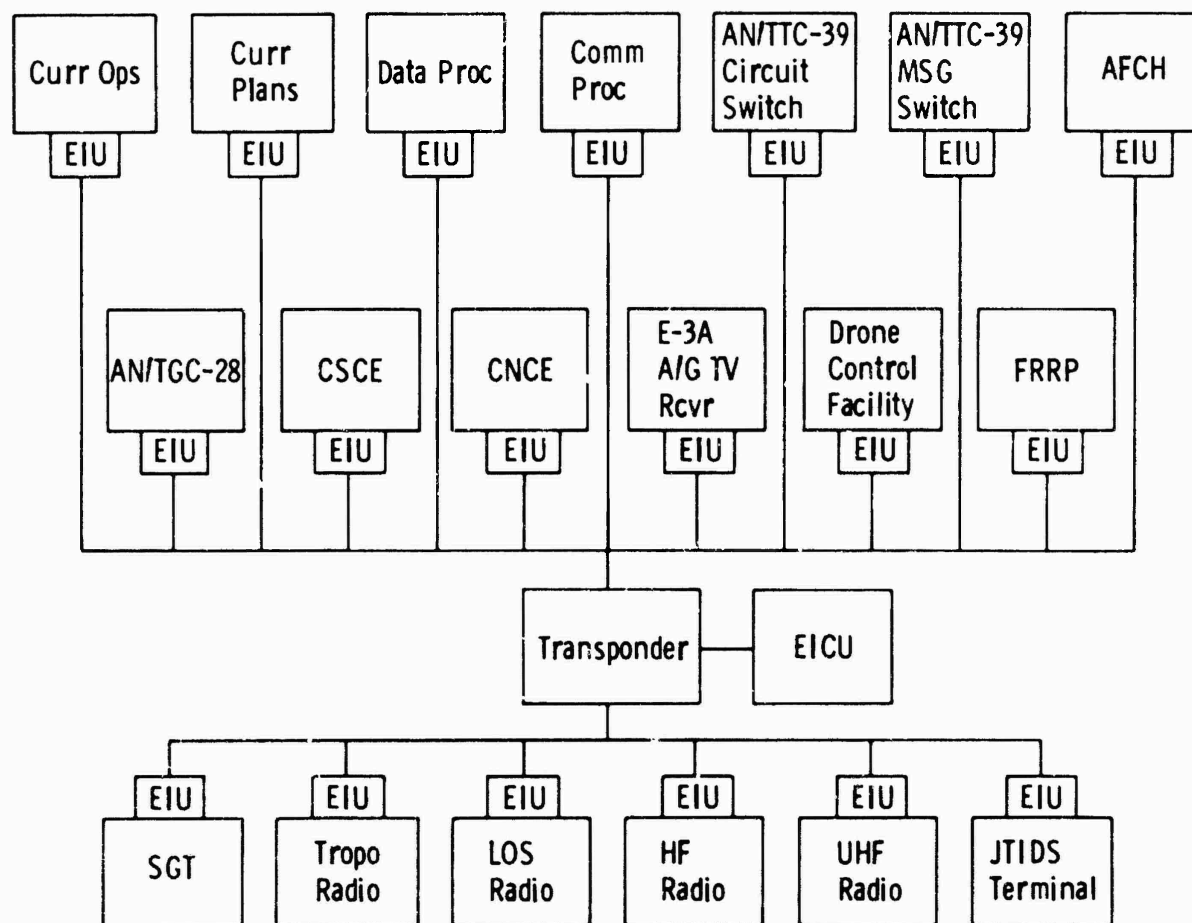 Curr Ops
EIU
Curr
Plans
EIU
Data Proc
EIU
Comm
Proc
EIU
AN/TTC-39
Circuit
Switch
EIU
AN/TTC-39
MSG
Switch
EIU
AFCH
EIU
AN/TGC-28
EIU
CSCE
EIU
CNCE
EIU
E-3A
A/G TV
Rcvr
EIU
Drone
Control
Facility
EIU
FRRP
EIU
Transponder
EICU
EIU
SGT
EIU
Tropo
Radio
EIU
LOS
Radio
EIU
HF
Radio
EIU
UHF
Radio
EIU
JTIDS
Terminal